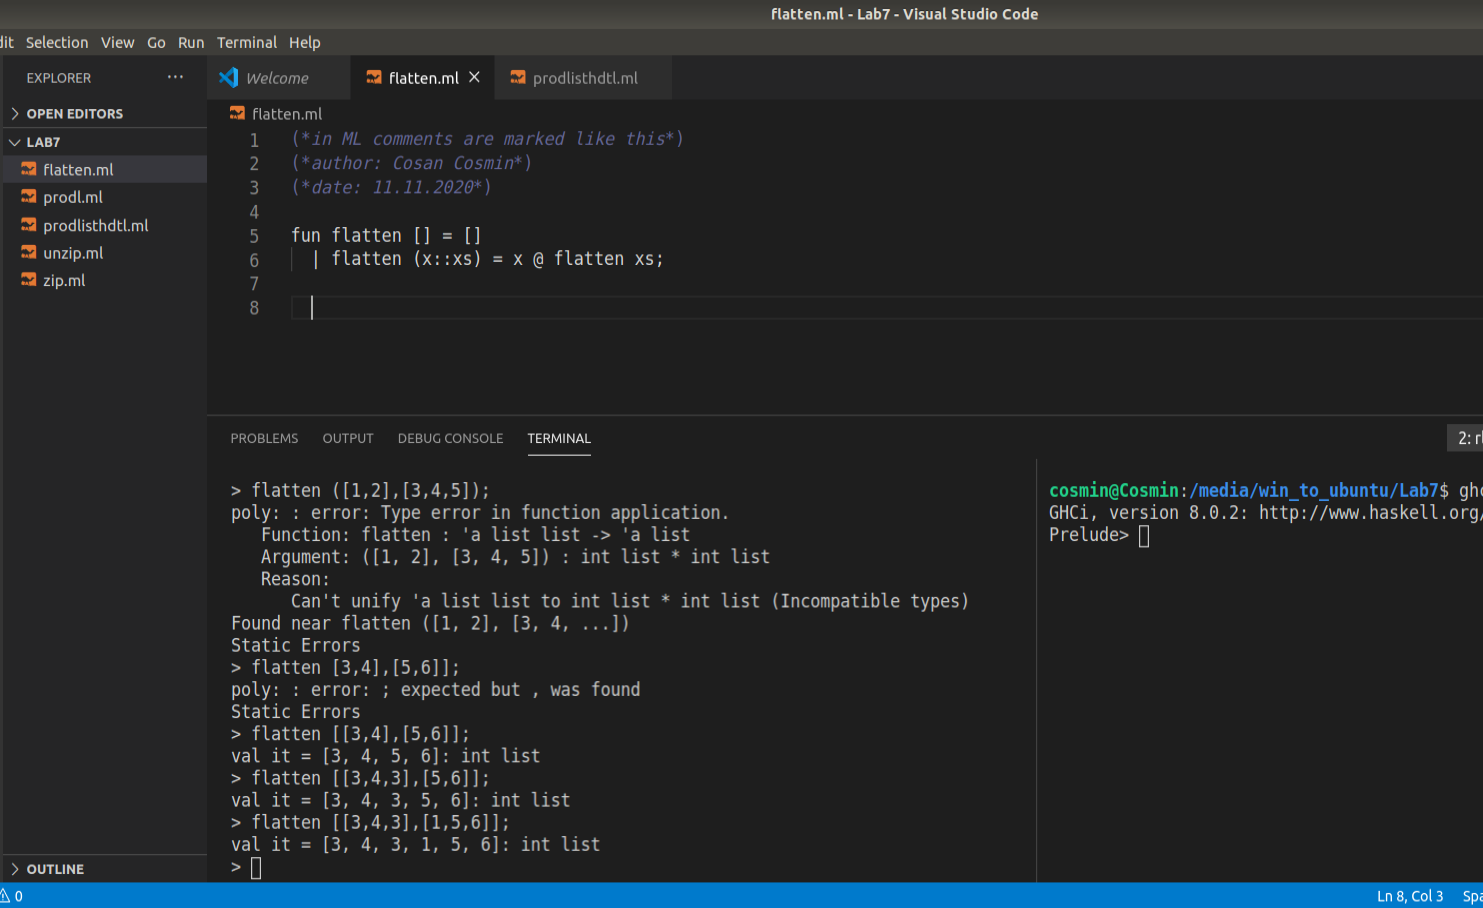 flatten.ml - Lab7 - Visual Studio Code
Selection View Go Run Terminal Help
EXPLORER ···
Welcome flatten.ml × prodlisthdtl.ml
OPEN EDITORS
LAB7
flatten.ml
prodl.ml
prodlisthdtl.ml
unzip.ml
zip.ml
OUTLINE
flatten.ml
1 (*in ML comments are marked like this*)
2 (*author: Cosan Cosmin*)
3 (*date: 11.11.2020*)
4
5 fun flatten [] = []
6 | flatten (x::xs) = x @ flatten xs;
7
8
PROBLEMS OUTPUT DEBUG CONSOLE TERMINAL
2:
> flatten ([1,2],[3,4,5]);
poly: : error: Type error in function application.
Function: flatten : 'a list list -> 'a list
Argument: ([1, 2], [3, 4, 5]) : int list * int list
Reason:
Can't unify 'a list list to int list * int list (Incompatible types)
Found near flatten ([1, 2], [3, 4, ...])
Static Errors
> flatten [3,4],[5,6]];
poly: : error: ; expected but , was found
Static Errors
> flatten [[3,4],[5,6]];
val it = [3, 4, 5, 6]: int list
> flatten [[3,4,3],[5,6]];
val it = [3, 4, 3, 5, 6]: int list
> flatten [[3,4,3],[1,5,6]];
val it = [3, 4, 3, 1, 5, 6]: int list
>
cosmin@Cosmin:/media/win_to_ubuntu/Lab7$
GHCi, version 8.0.2: http://www.haskell.org/
Prelude>
0
Ln 8, Col 3